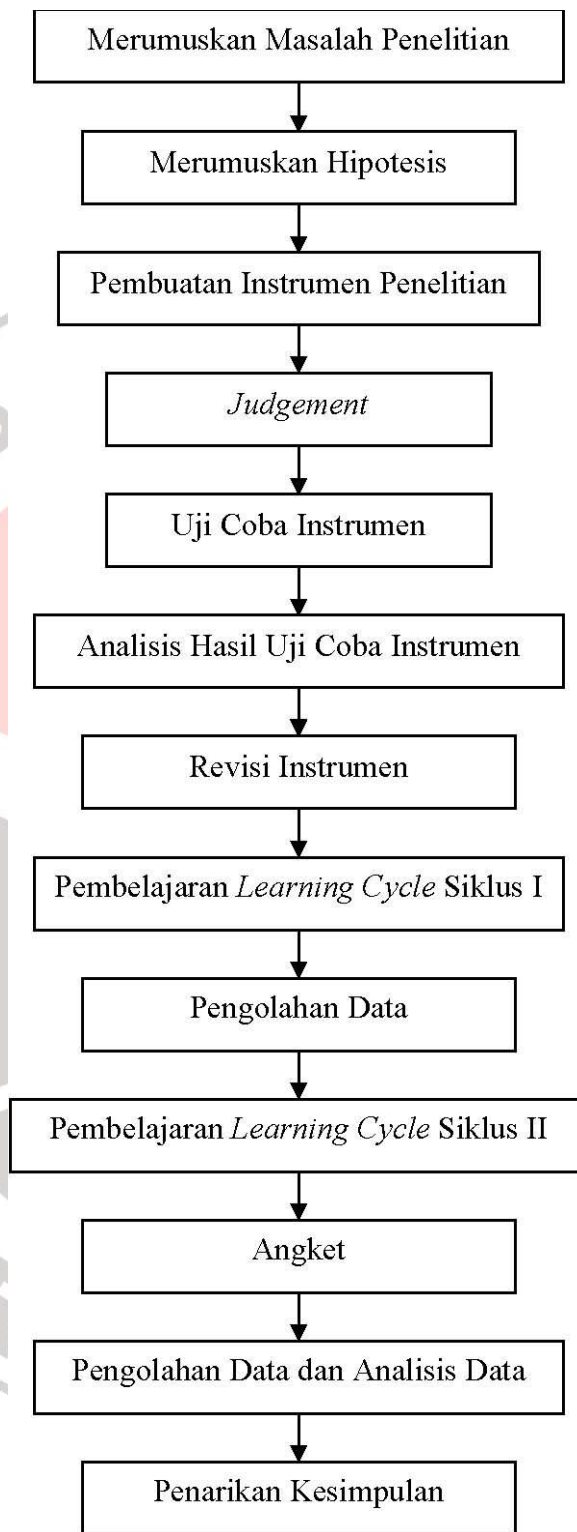 Merumuskan Masalah Penelitian
Merumuskan Hipotesis
Pembuatan Instrumen Penelitian
Judgement
Uji Coba Instrumen
Analisis Hasil Uji Coba Instrumen
Revisi Instrumen
Pembelajaran Learning Cycle Siklus I
Pengolahan Data
Pembelajaran Learning Cycle Siklus II
Angket
Pengolahan Data dan Analisis Data
Penarikan Kesimpulan